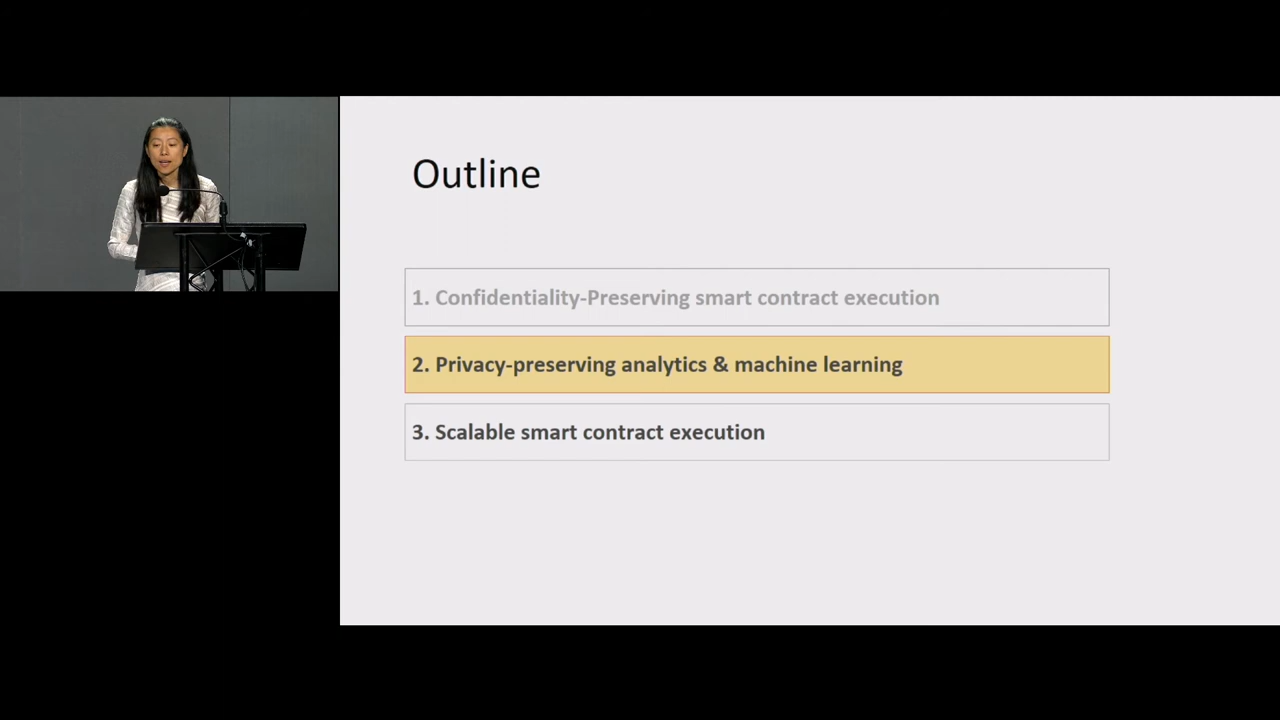 Outline
1. Confidentiality-Preserving smart contract execution
2. Privacy-preserving analytics & machine learning
3. Scalable smart contract execution